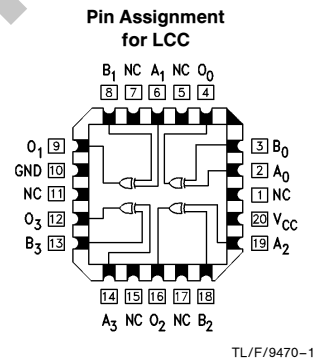 Pin Assignment
for LCC
B1 NC A1 NC O0
8 7 6 5 4
O1 9
3 B0
GND 10
2 A0
NC 11
1 NC
O3 12
20 VCC
B3 13
19 A2
14 15 16 17 18
A3 NC O2 NC B2
TL/F/9470–1